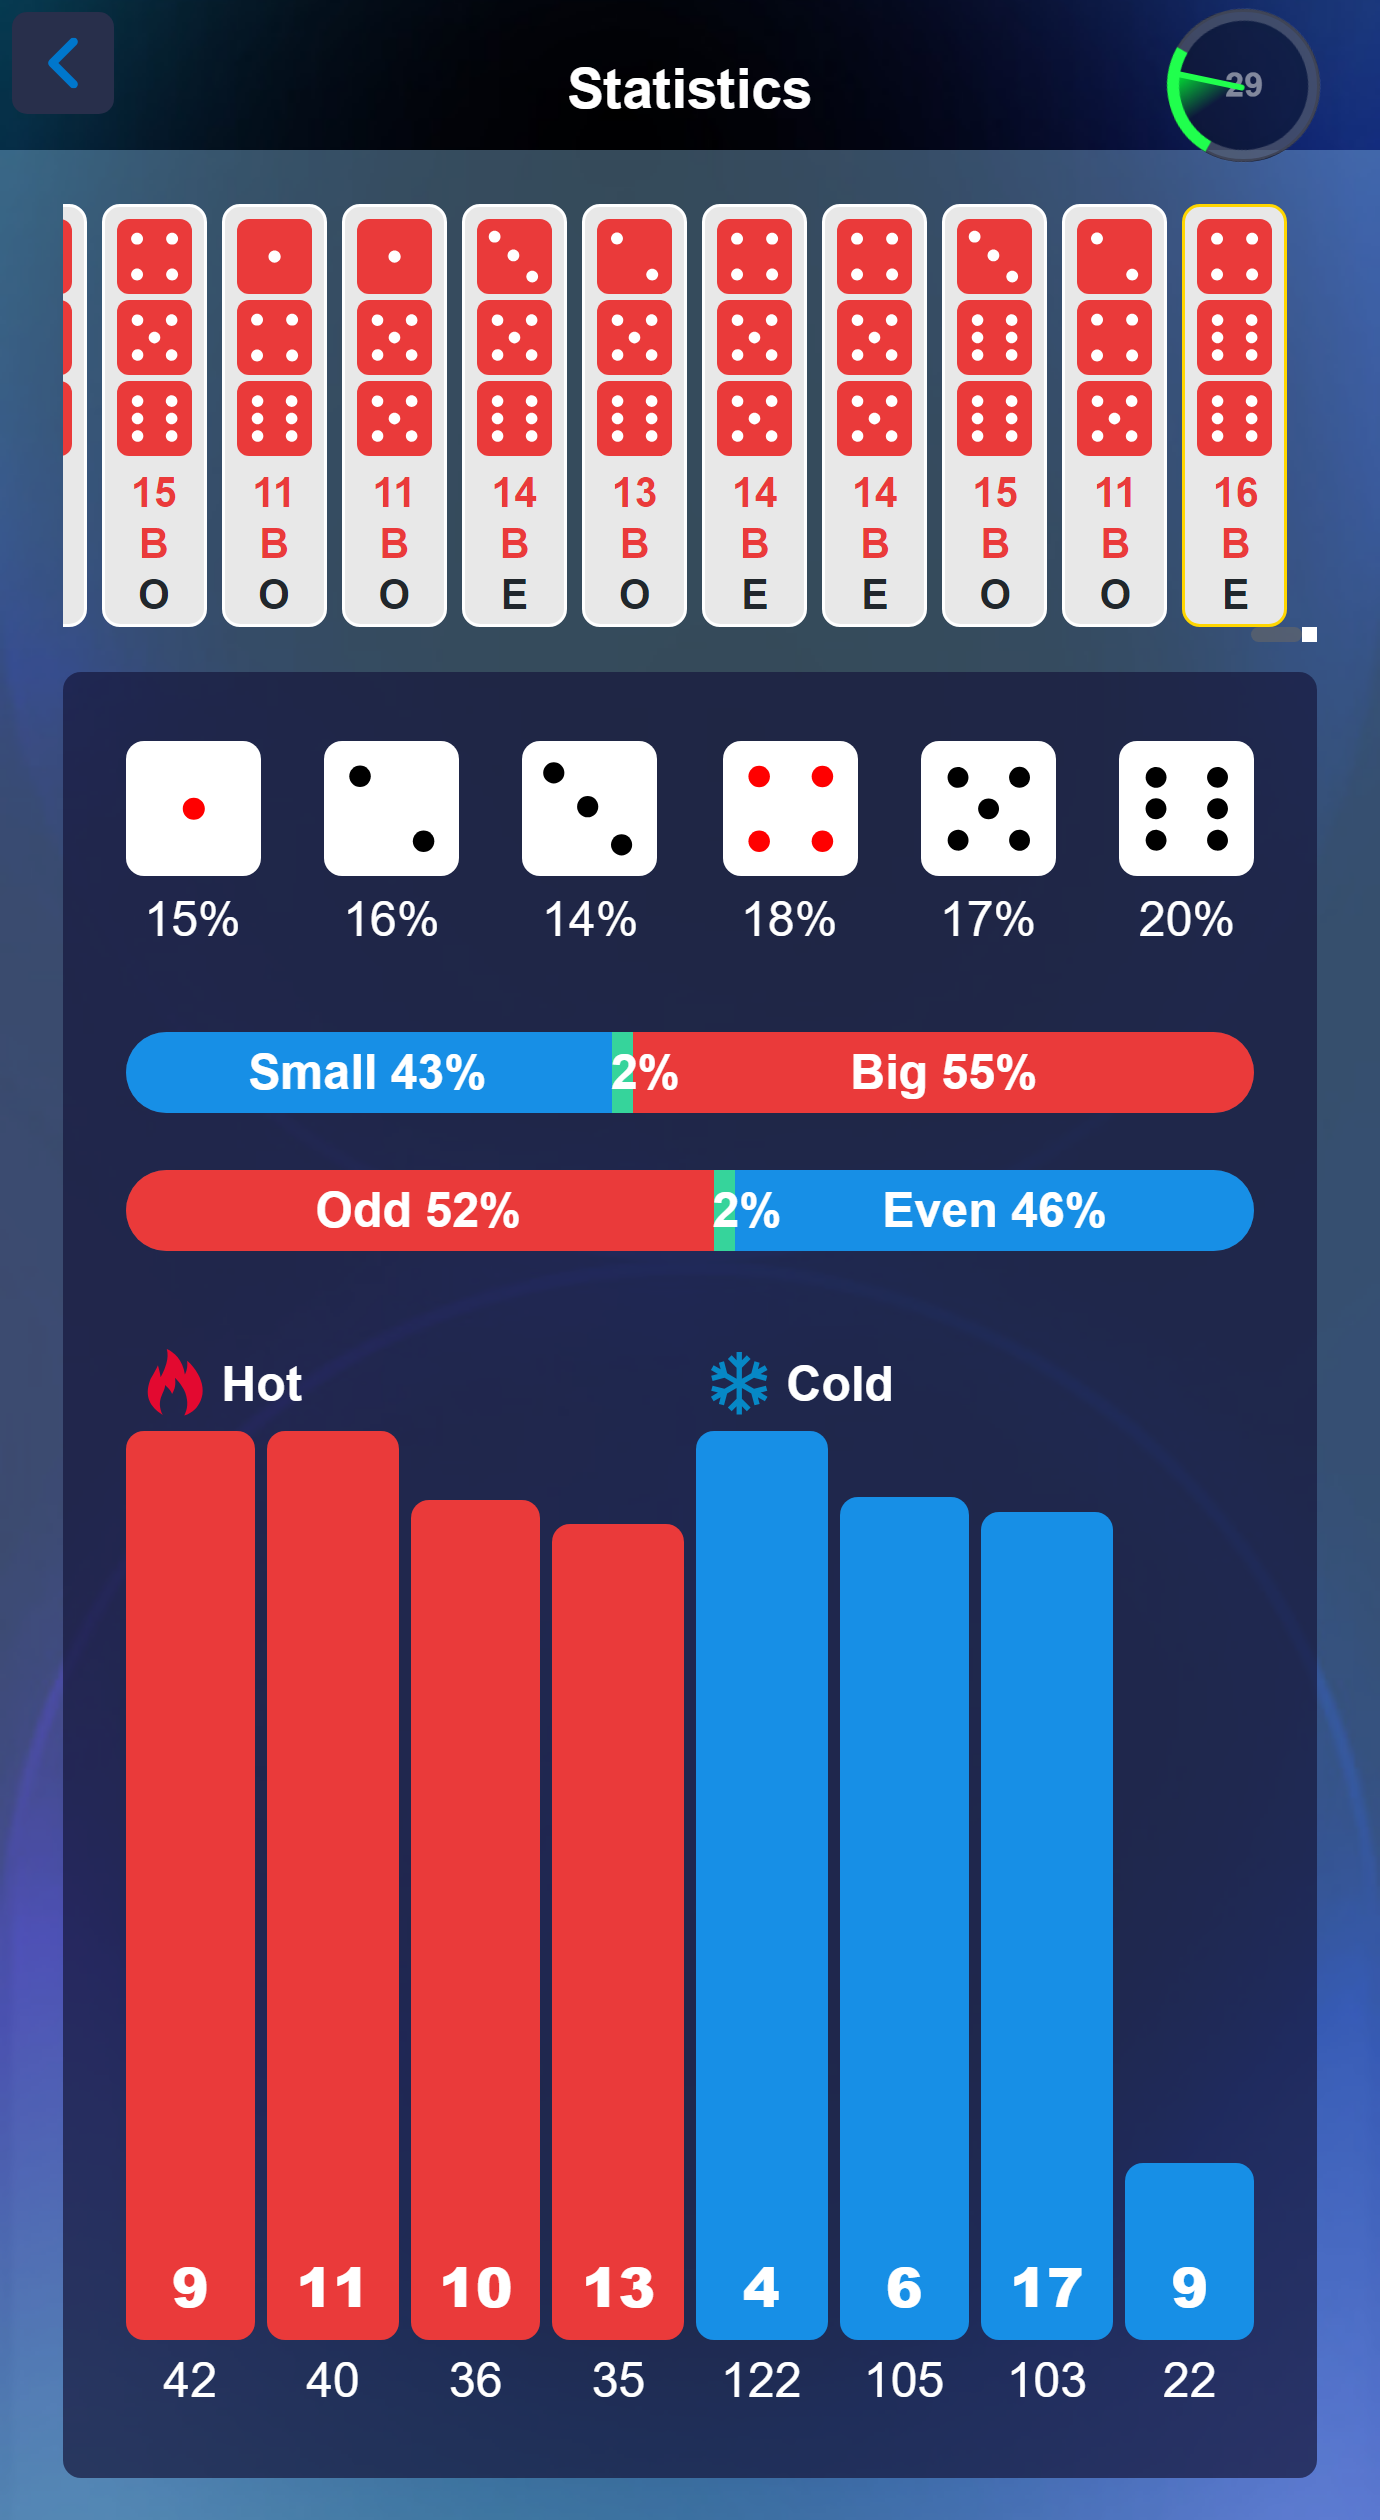 Statistics
29
15 11 11 14 13 14 14 15 11 16
B B B B B B B B B B
O O O E O E E O O E
15% 16% 14% 18% 17% 20%
Small 43% 2% Big 55%
Odd 52% 2% Even 46%
Hot Cold
9 11 10 13 4 6 17 9
42 40 36 35 122 105 103 22